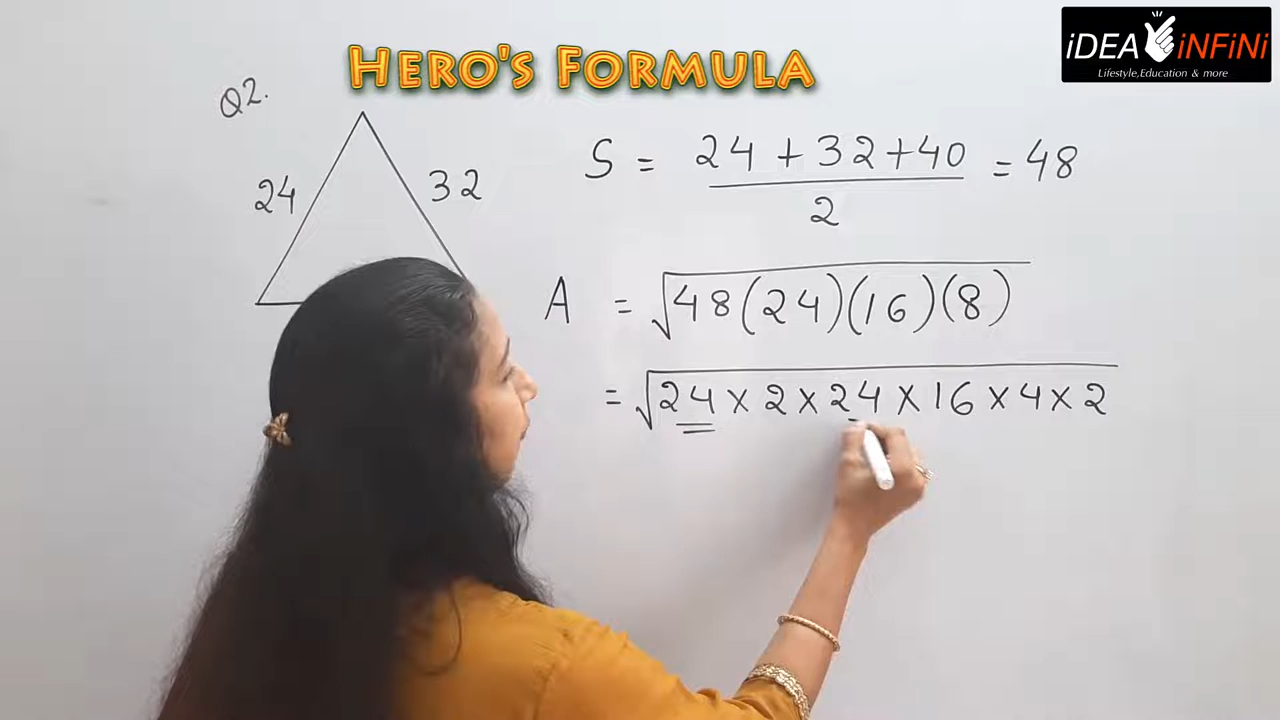 HERO'S FORMULA
iDEA iNFiNi
Lifestyle,Education & more
Q2.
24
32
S = 24 + 32 + 40 / 2 = 48
A = √48(24)(16)(8)
= √24 × 2 × 24 × 16 × 4 × 2